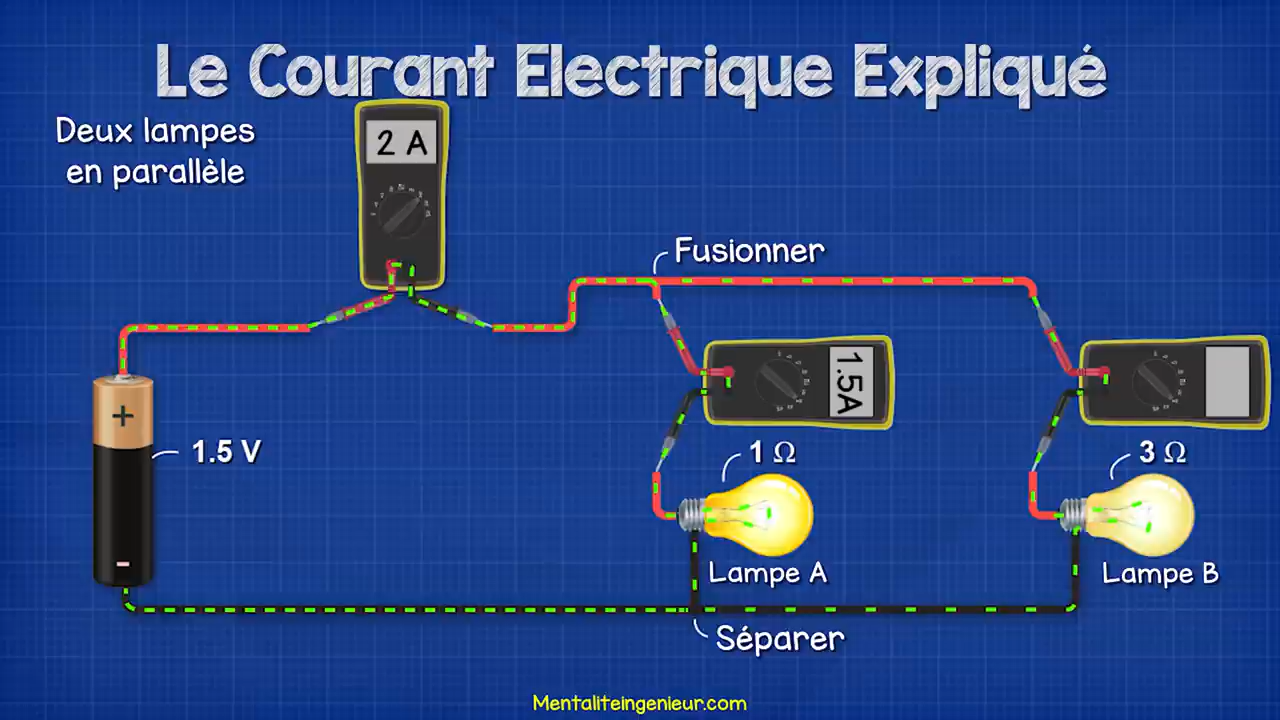 Le Courant Electrique Expliqué
Deux lampes
en parallèle
2 A
Fusionner
1.5A
+
1.5 V
1 Ω
3 Ω
-
Lampe A
Lampe B
Séparer
Mentaliteingenieur.com